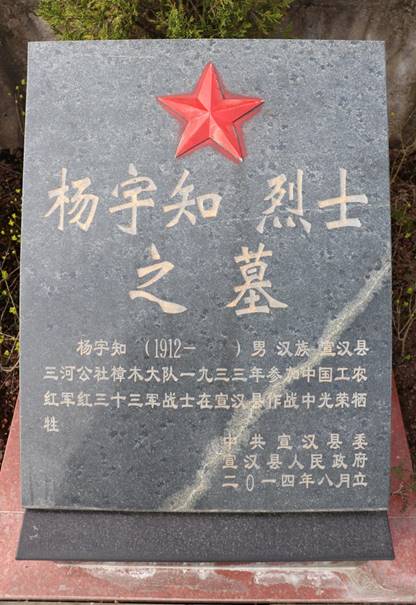 杨宇知 烈士
之 墓
杨宇知 (1912— )男 汉族 宣汉县
三河公社樟木大队一九三三年参加中国工农
红军红三十三军战士在宣汉县作战中光荣牺
牲
中共宣汉县委
宣汉县人民政府
二0一四年八月立